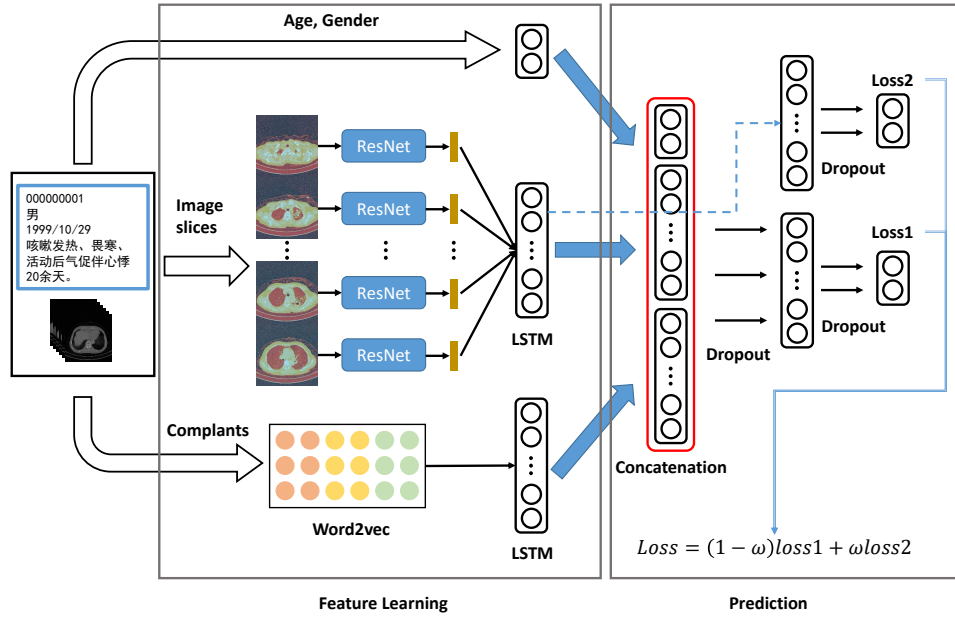 Age, Gender
000000001
男
1999/10/29
咳嗽发热、畏寒、
活动后气促伴心悸
20余天。
Image
slices
ResNet
ResNet
ResNet
ResNet
LSTM
Complants
Word2vec
LSTM
Feature Learning
Concatenation
Dropout
Dropout
Loss2
Dropout
Loss1
Loss = (1 − ω)loss1 + ωloss2
Prediction